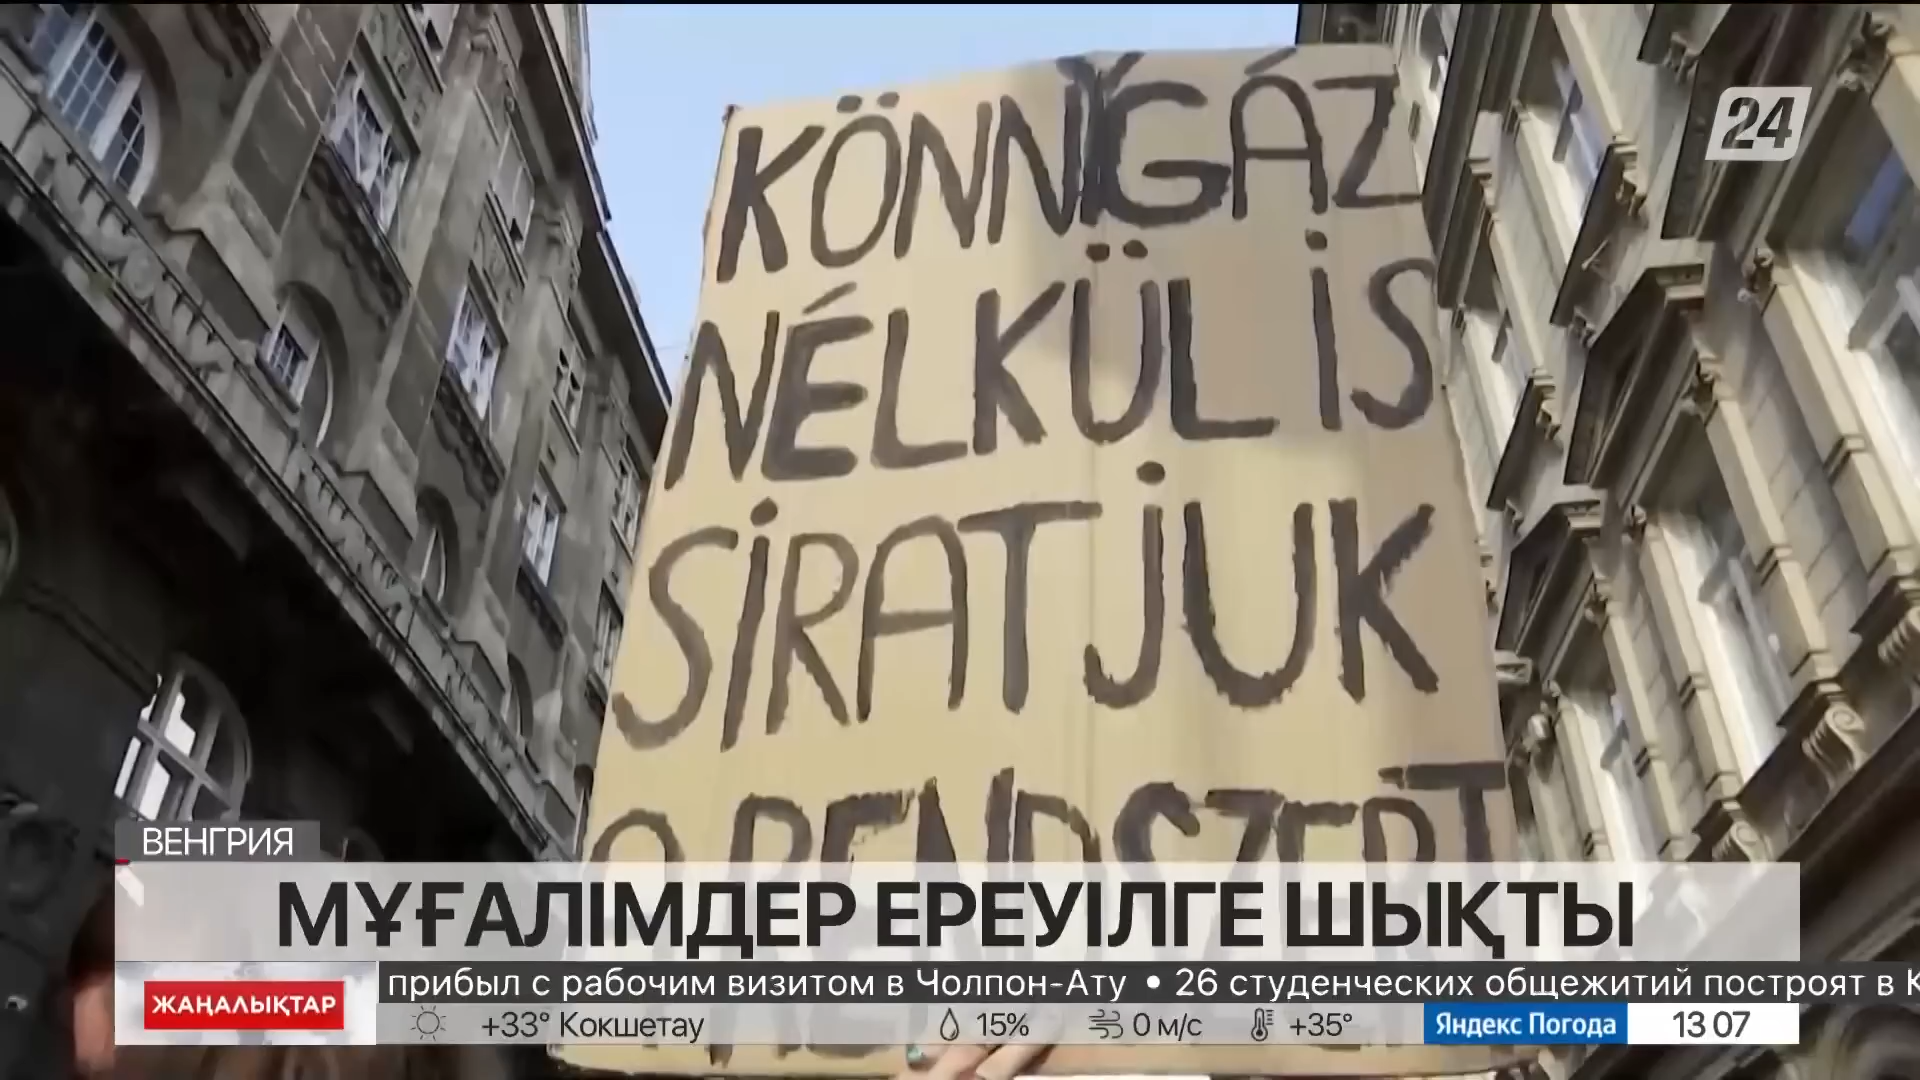 24
KÖNNYGÁZ
NÉLKÜL IS
SIRATJUK
A RENDSZERT
ВЕНГРИЯ
МҰҒАЛІМДЕР ЕРЕУІЛГЕ ШЫҚТЫ
ЖАҢАЛЫҚТАР
прибыл с рабочим визитом в Чолпон-Ату • 26 студенческих общежитий построят в К
+33° Кокшетау 15% 0 м/с +35° Яндекс Погода 13 07